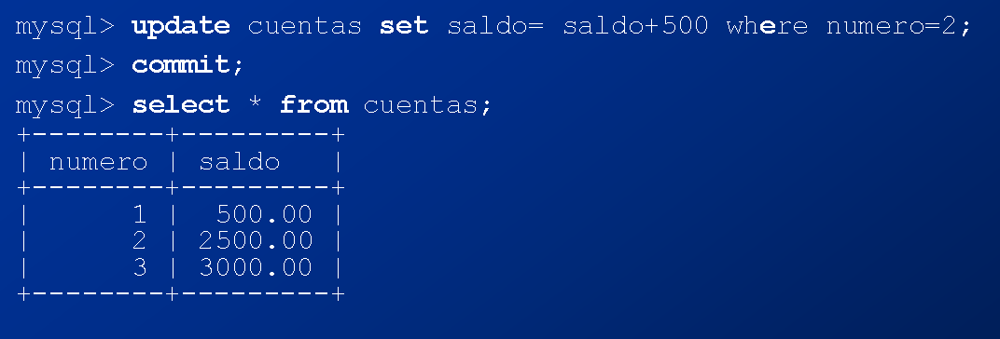 mysql> update cuentas set saldo= saldo+500 where numero=2;
mysql> commit;
mysql> select * from cuentas;
+--------+---------+
| numero | saldo   |
+--------+---------+
|      1 |  500.00 |
|      2 | 2500.00 |
|      3 | 3000.00 |
+--------+---------+